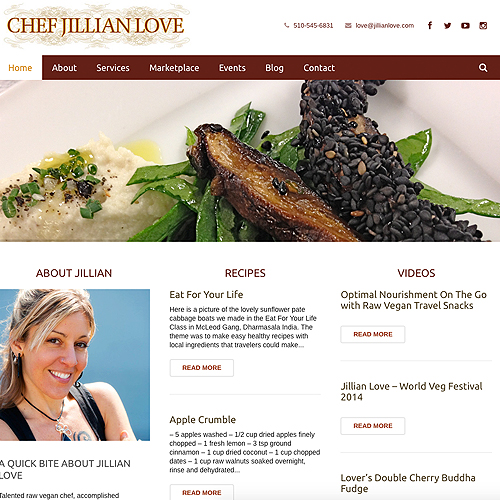 CHEF JILLIAN LOVE
510-545-6831 love@jillianlove.com
Home About Services Marketplace Events Blog Contact
ABOUT JILLIAN
A QUICK BITE ABOUT JILLIAN
LOVE
Talented raw vegan chef, accomplished
RECIPES
Eat For Your Life
Here is a picture of the lovely sunflower pate
cabbage boats we made in the Eat For Your Life
Class in McLeod Gang, Dharmasala India. The
theme was to make easy healthy recipes with
local ingredients that travelers could make...
READ MORE
Apple Crumble
– 5 apples washed – 1/2 cup dried apples finely
chopped – 1 fresh lemon – 3 tsp ground
cinnamon – 1 cup dried coconut – 1 cup chopped
dates – 1 cup raw walnuts soaked overnight,
rinse and dehydrated...
READ MORE
VIDEOS
Optimal Nourishment On The Go
with Raw Vegan Travel Snacks
READ MORE
Jillian Love – World Veg Festival
2014
READ MORE
Lover's Double Cherry Buddha
Fudge